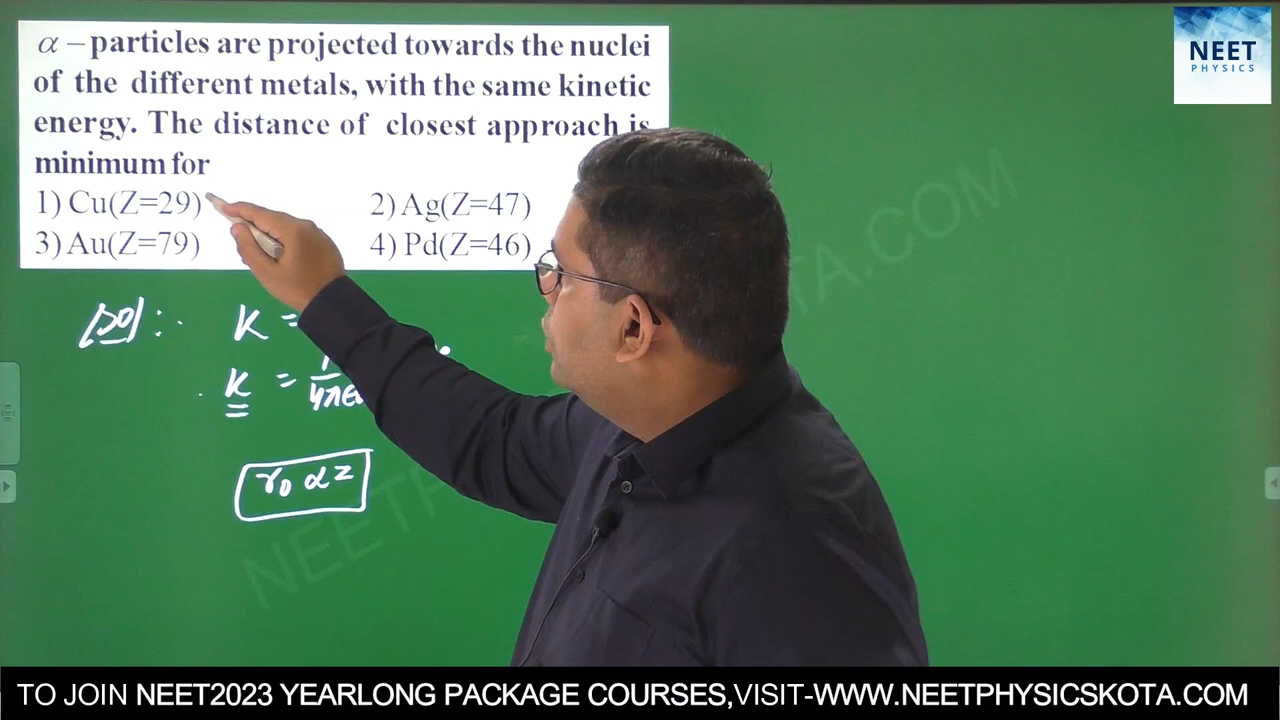 α – particles are projected towards the nuclei
of the different metals, with the same kinetic
energy. The distance of closest approach is
minimum for
1) Cu(Z=29) 2) Ag(Z=47)
3) Au(Z=79) 4) Pd(Z=46)
NEET
PHYSICS
Sol :-
K =
K = 1/4πε
r₀ α z
TO JOIN NEET2023 YEARLONG PACKAGE COURSES,VISIT-WWW.NEETPHYSICSKOTA.COM